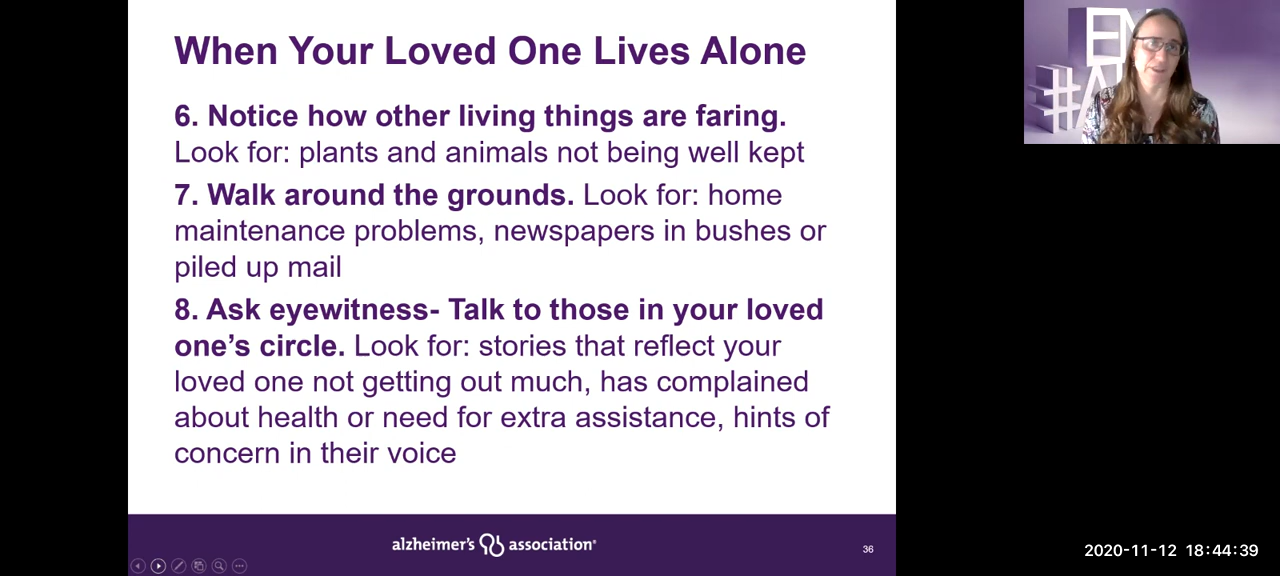 When Your Loved One Lives Alone
6. Notice how other living things are faring.
Look for: plants and animals not being well kept
7. Walk around the grounds. Look for: home
maintenance problems, newspapers in bushes or
piled up mail
8. Ask eyewitness- Talk to those in your loved
one’s circle. Look for: stories that reflect your
loved one not getting out much, has complained
about health or need for extra assistance, hints of
concern in their voice
alzheimer's association®
36
EN
#A
2020-11-12 18:44:39